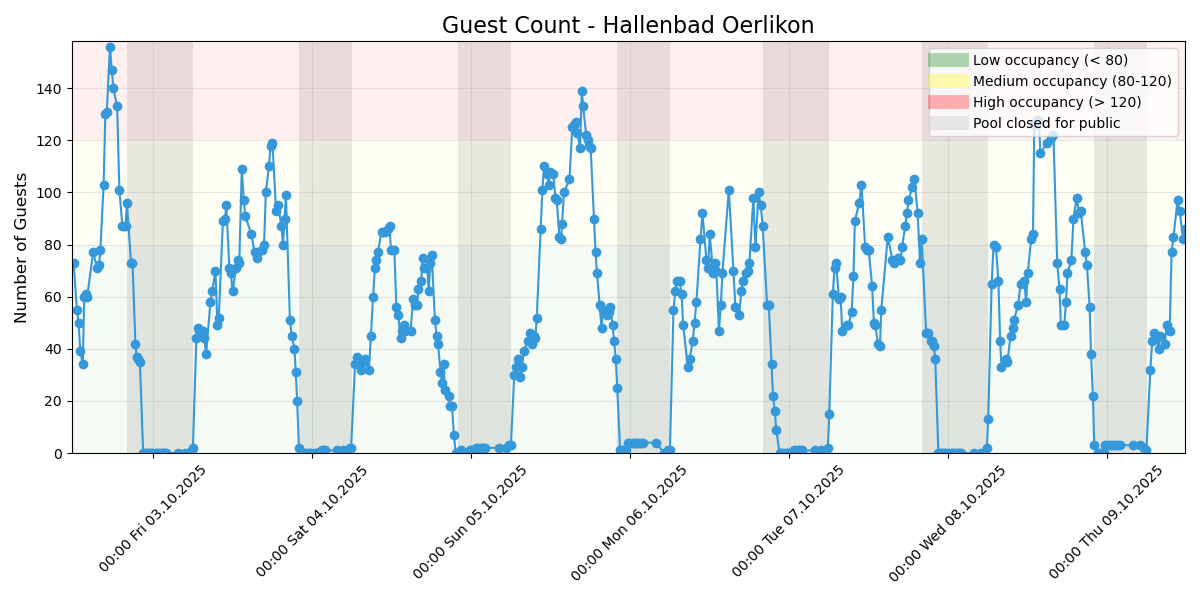 Guest Count - Hallenbad Oerlikon
Low occupancy (< 80)
Medium occupancy (80-120)
High occupancy (> 120)
Pool closed for public
Number of Guests
140
120
100
80
60
40
20
0
00:00 Fri 03.10.2025
00:00 Sat 04.10.2025
00:00 Sun 05.10.2025
00:00 Mon 06.10.2025
00:00 Tue 07.10.2025
00:00 Wed 08.10.2025
00:00 Thu 09.10.2025